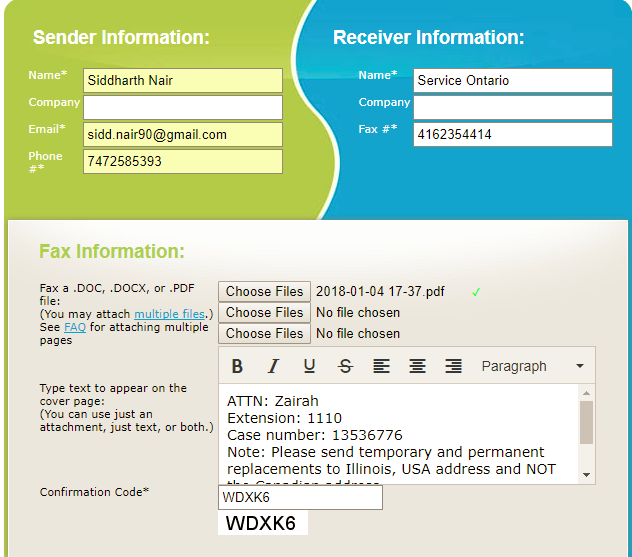 Sender Information:
Receiver Information:
Name*
Siddharth Nair
Name*
Service Ontario
Company
Company
Email*
sidd.nair90@gmail.com
Fax #*
4162354414
Phone
#*
7472585393
Fax Information:
Fax a .DOC, .DOCX, or .PDF
file:
(You may attach multiple files.)
See FAQ for attaching multiple
pages
Choose Files 2018-01-04 17-37.pdf ✓
Choose Files No file chosen
Choose Files No file chosen
B I U S Paragraph
Type text to appear on the
cover page:
(You can use just an
attachment, just text, or both.)
ATTN: Zairah
Extension: 1110
Case number: 13536776
Note: Please send temporary and permanent
replacements to Illinois, USA address and NOT
the Canadian address
Confirmation Code*
WDXK6
WDXK6